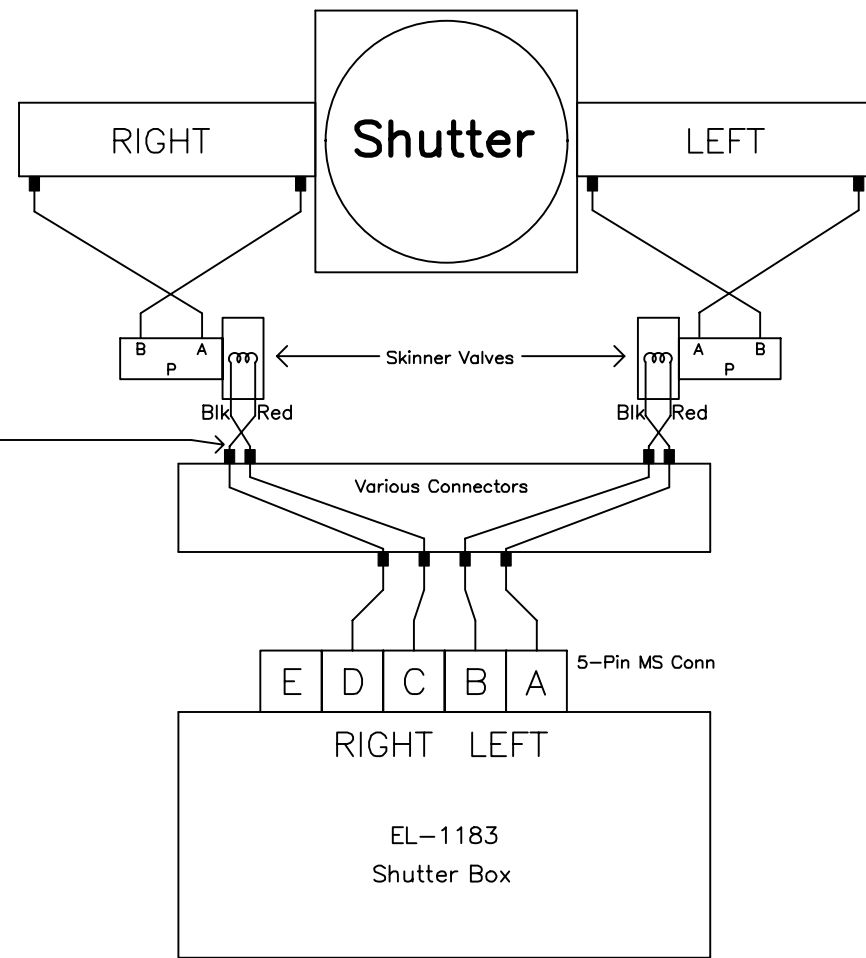 RIGHT Shutter LEFT
B A A B
P P
Skinner Valves
Blk Red Blk Red
Various Connectors
5-Pin MS Conn
E D C B A
RIGHT LEFT
EL-1183
Shutter Box